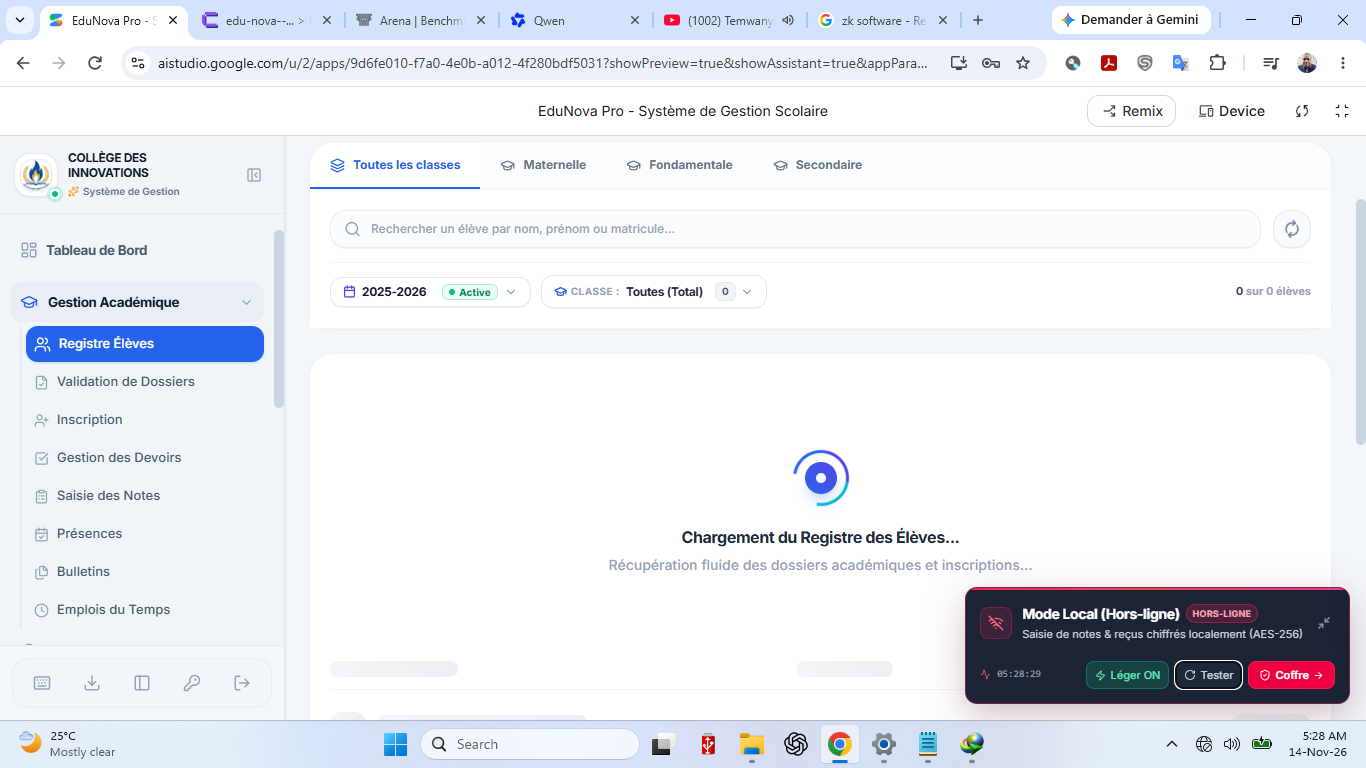 EduNova Pro - S
edu-nova--... >
Arena | Benchm
Qwen
(1002) Temwany
zk software - Re
Demander à Gemini
aistudio.google.com/u/2/apps/9d6fe010-f7a0-4e0b-a012-4f280bdf5031?showPreview=true&showAssistant=true&appPara...
EduNova Pro - Système de Gestion Scolaire
Remix
Device
COLLÈGE DES
INNOVATIONS
Système de Gestion
Tableau de Bord
Gestion Académique
Registre Élèves
Validation de Dossiers
Inscription
Gestion des Devoirs
Saisie des Notes
Présences
Bulletins
Emplois du Temps
Toutes les classes
Maternelle
Fondamentale
Secondaire
Rechercher un élève par nom, prénom ou matricule...
2025-2026 Active
CLASSE : Toutes (Total) 0
0 sur 0 élèves
Chargement du Registre des Élèves...
Récupération fluide des dossiers académiques et inscriptions...
Mode Local (Hors-ligne) HORS-LIGNE
Saisie de notes & reçus chiffrés localement (AES-256)
05:28:29
Léger ON
Tester
Coffre →
25°C
Mostly clear
Search
5:28 AM
14-Nov-26